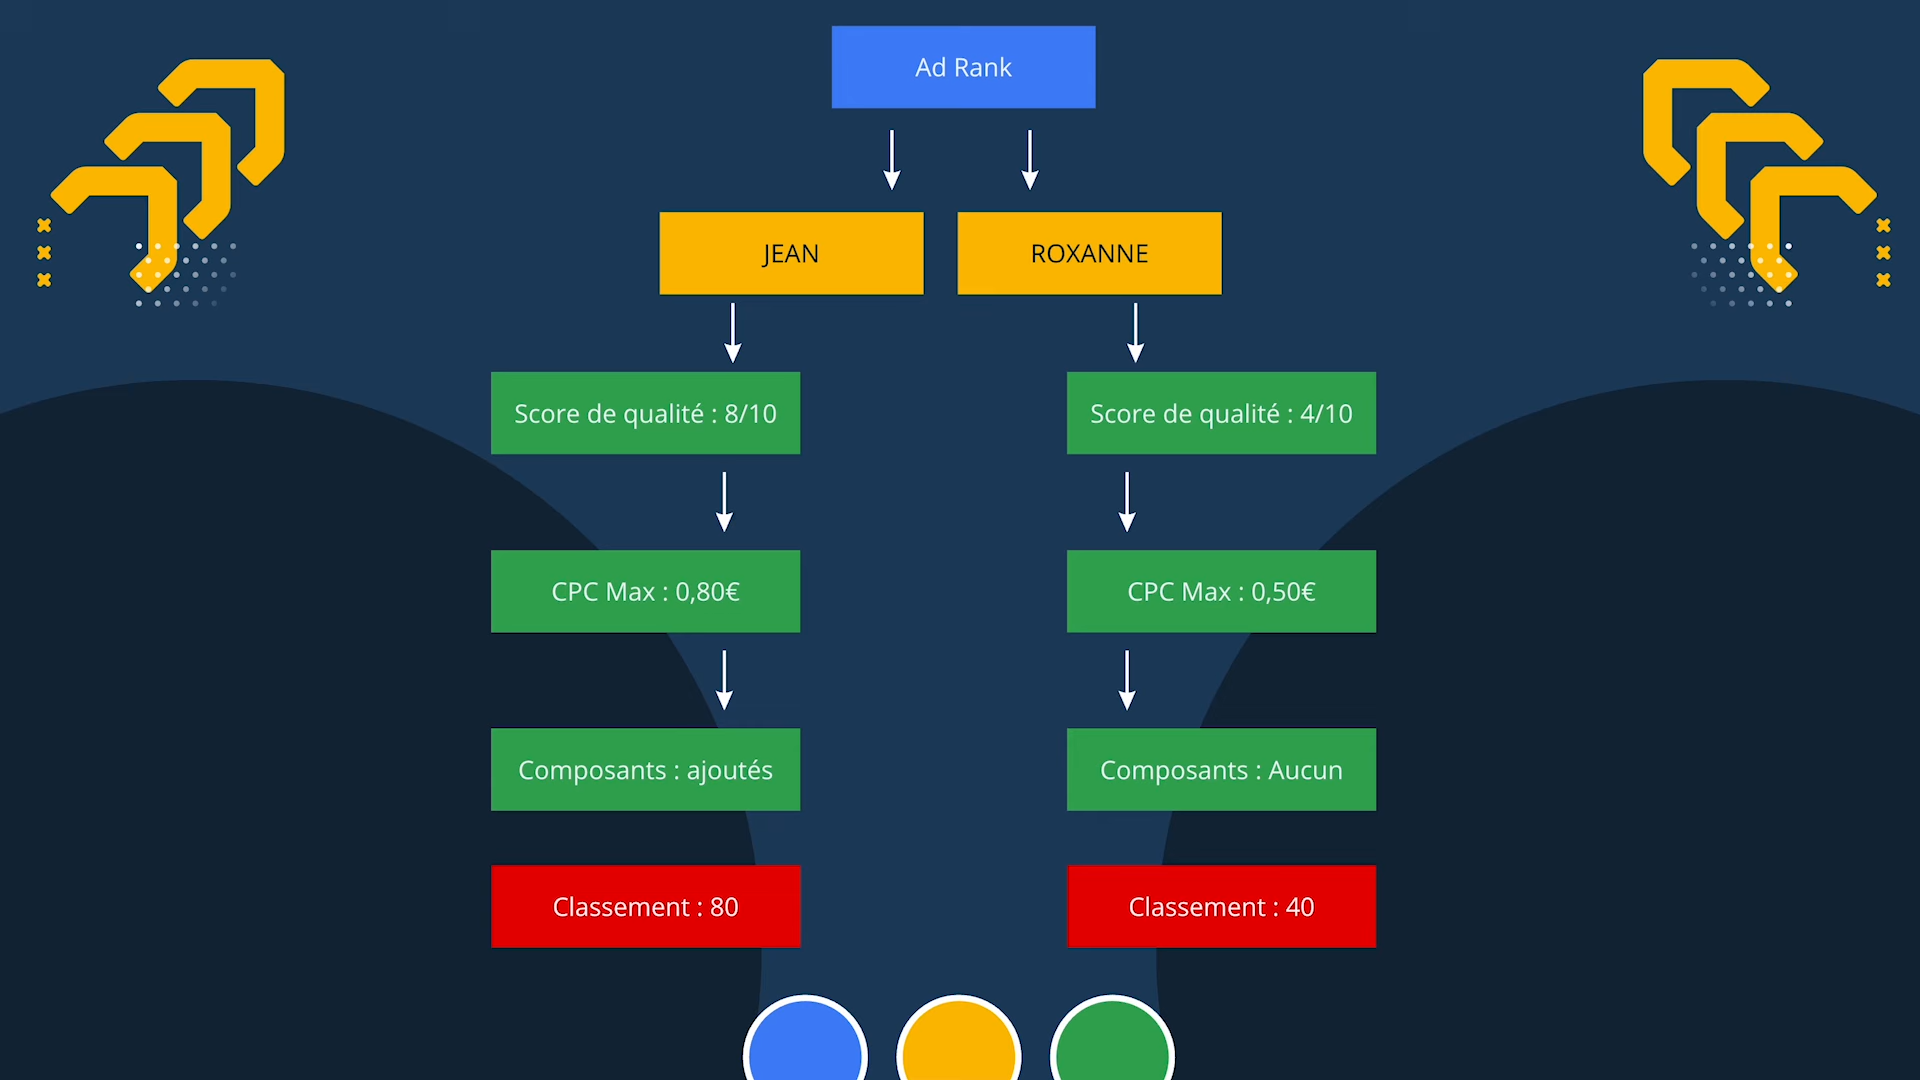 Ad Rank
JEAN
ROXANNE
Score de qualité : 8/10
Score de qualité : 4/10
CPC Max : 0,80€
CPC Max : 0,50€
Composants : ajoutés
Composants : Aucun
Classement : 80
Classement : 40